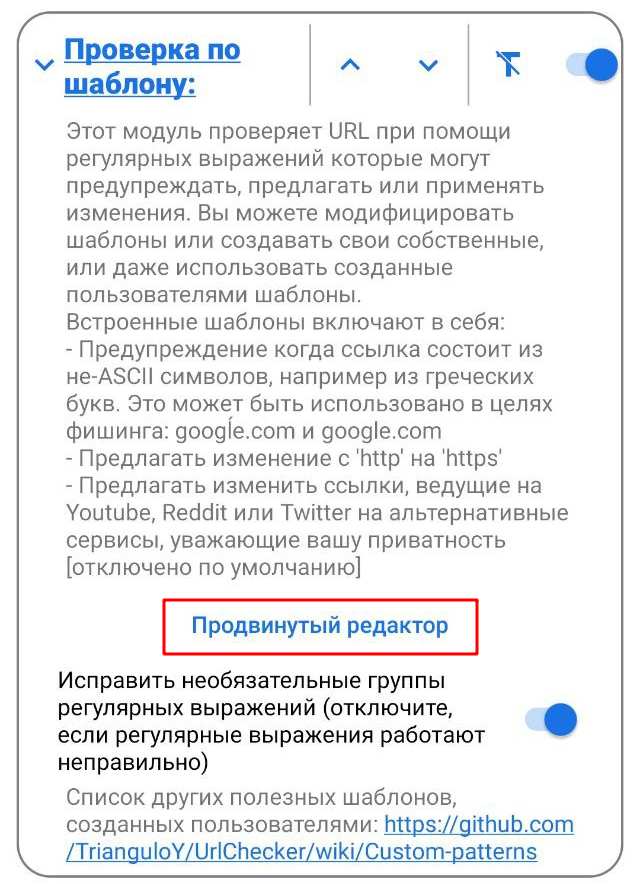 Проверка по
шаблону:
Этот модуль проверяет URL при помощи
регулярных выражений которые могут
предупреждать, предлагать или применять
изменения. Вы можете модифицировать
шаблоны или создавать свои собственные,
или даже использовать созданные
пользователями шаблоны.
Встроенные шаблоны включают в себя:
- Предупреждение когда ссылка состоит из
не-ASCII символов, например из греческих
букв. Это может быть использовано в целях
фишинга: googĺe.com и google.com
- Предлагать изменение с 'http' на 'https'
- Предлагать изменить ссылки, ведущие на
Youtube, Reddit или Twitter на альтернативные
сервисы, уважающие вашу приватность
[отключено по умолчанию]
Продвинутый редактор
Исправить необязательные группы
регулярных выражений (отключите,
если регулярные выражения работают
неправильно)
Список других полезных шаблонов,
созданных пользователями: https://github.com
/TrianguloY/UrlChecker/wiki/Custom-patterns